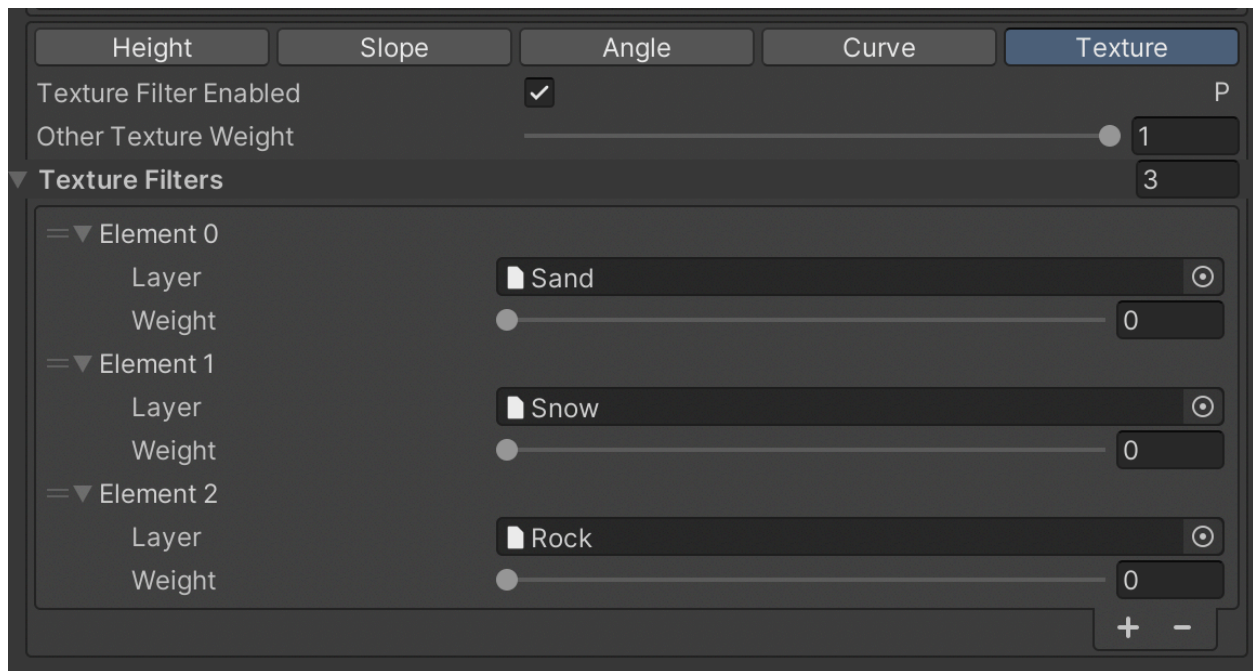 Height Slope Angle Curve Texture
Texture Filter Enabled P
Other Texture Weight 1
Texture Filters 3
Element 0
Layer Sand
Weight 0
Element 1
Layer Snow
Weight 0
Element 2
Layer Rock
Weight 0
+ -